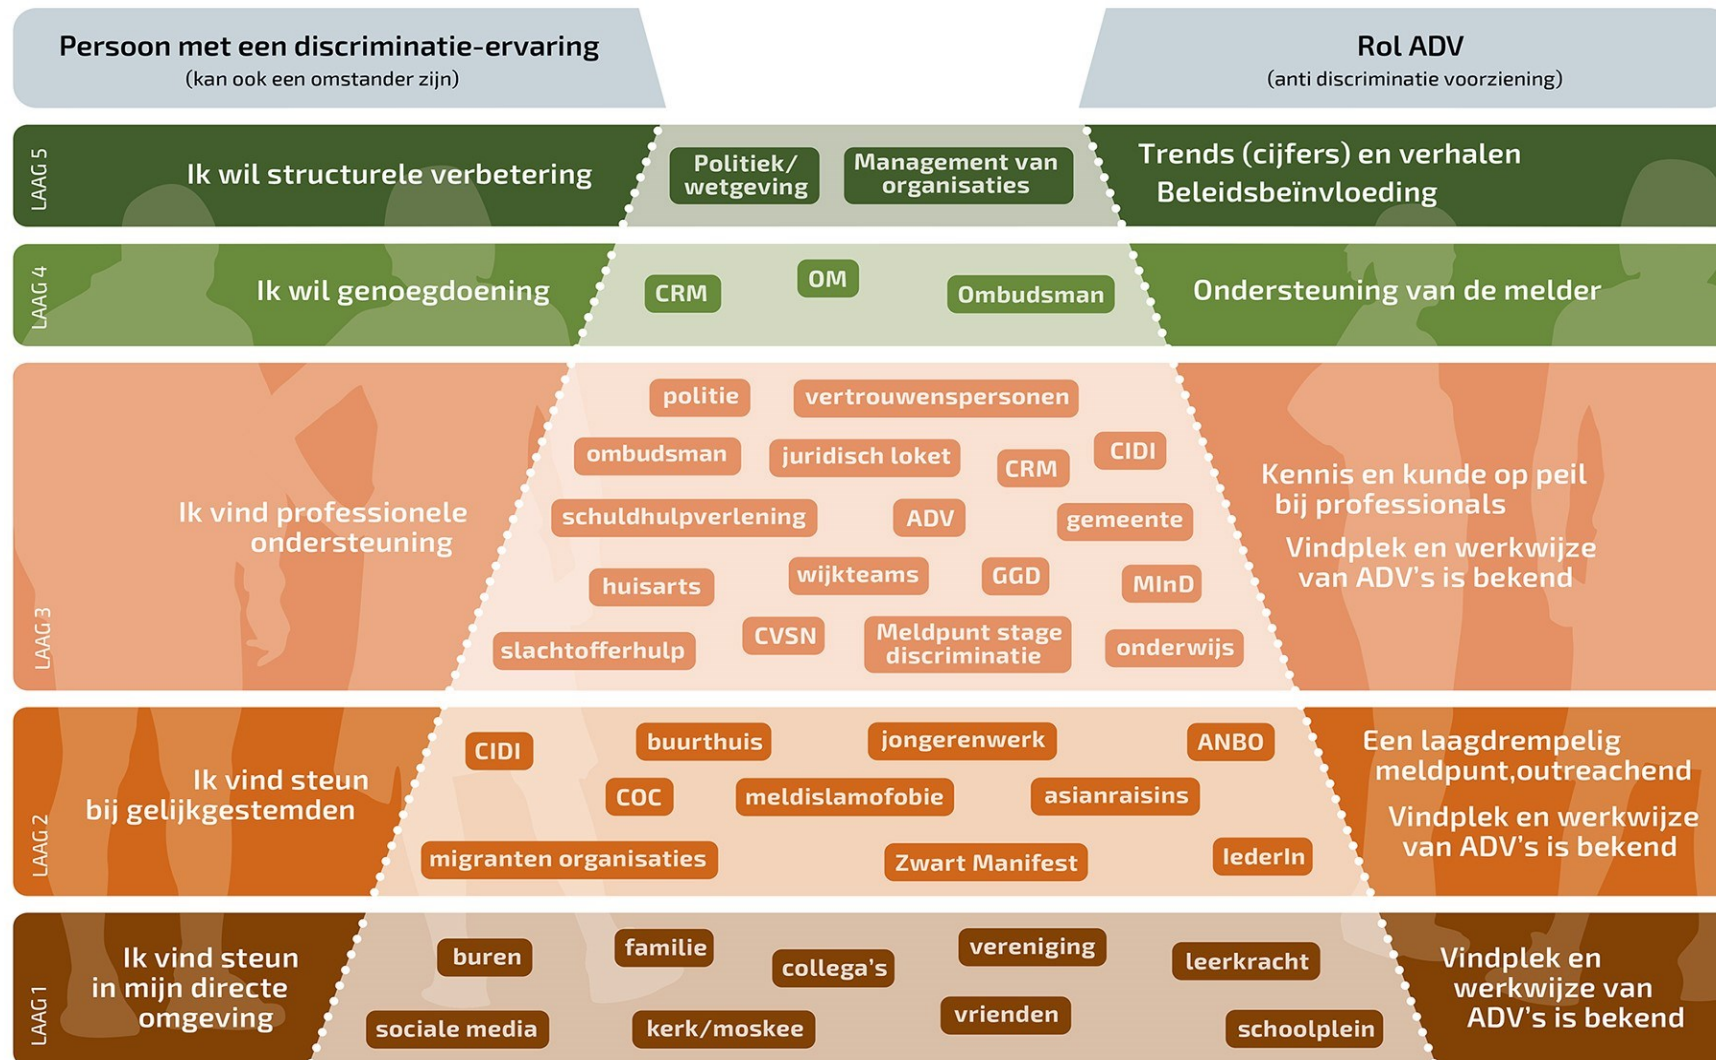 Persoon met een discriminatie-ervaring
(kan ook een omstander zijn)
Rol ADV
(anti discriminatie voorziening)
LAAG 5
Ik wil structurele verbetering
Politiek/
wetgeving
Management van
organisaties
Trends (cijfers) en verhalen
Beleidsbeïnvloeding
LAAG 4
Ik wil genoegdoening
CRM
OM
Ombudsman
Ondersteuning van de melder
LAAG 3
Ik vind professionele
ondersteuning
politie
vertrouwenspersonen
ombudsman
juridisch loket
CRM
CIDI
schuldhulpverlening
ADV
gemeente
huisarts
wijkteams
GGD
MInD
slachtofferhulp
CVSN
Meldpunt stage
discriminatie
onderwijs
Kennis en kunde op peil
bij professionals
Vindplek en werkwijze
van ADV's is bekend
LAAG 2
Ik vind steun
bij gelijkgestemden
CIDI
buurthuis
jongerenwerk
ANBO
COC
meldislamofobie
asianraisins
migranten organisaties
Zwart Manifest
IederIn
Een laagdrempelig
meldpunt,outreachend
Vindplek en werkwijze
van ADV's is bekend
LAAG 1
Ik vind steun
in mijn directe
omgeving
buren
familie
collega's
vereniging
leerkracht
sociale media
kerk/moskee
vrienden
schoolplein
Vindplek en
werkwijze van
ADV's is bekend